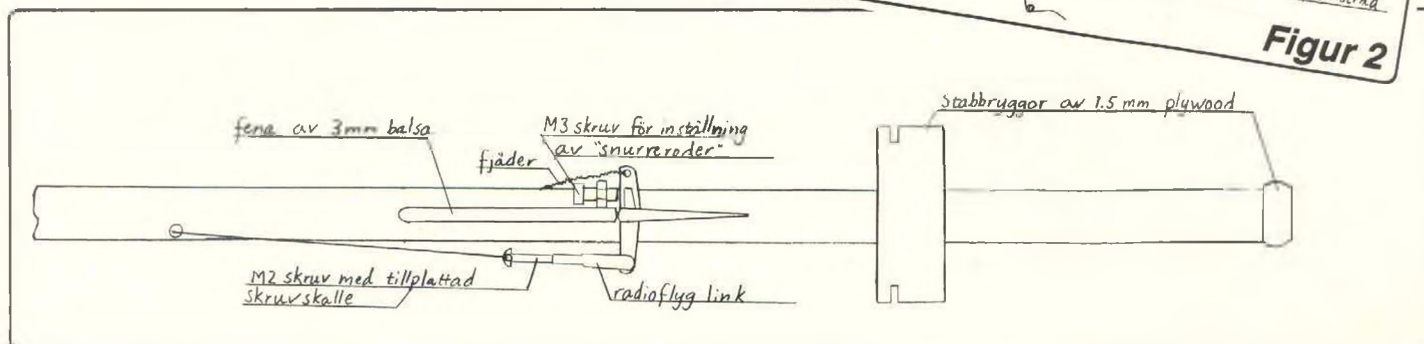 Figur 2
stabbryggor av 1.5 mm plywood
fena av 3mm balsa
M3 skruv för inställning
av "snurreroder"
fjäder
M2 skruv med tillplattad
skruvskalle
radioflyg link